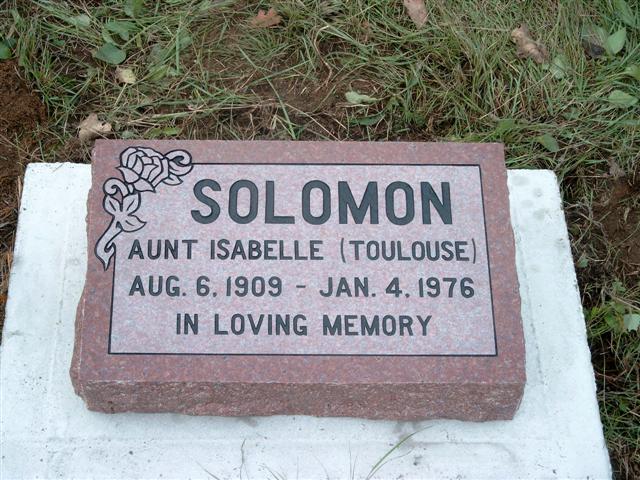 SOLOMON
AUNT ISABELLE (TOULOUSE)
AUG. 6, 1909 - JAN. 4, 1976
IN LOVING MEMORY